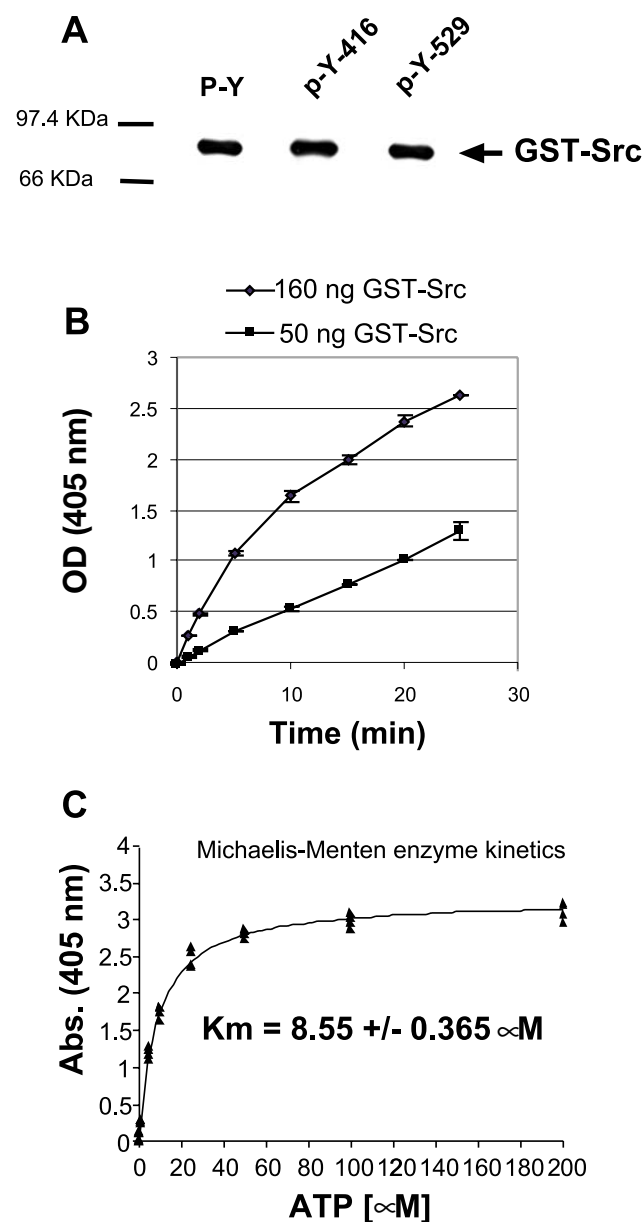 A
P-Y
p-Y-416
p-Y-529
97.4 KDa
66 KDa
GST-Src
160 ng GST-Src
50 ng GST-Src
B
3
2.5
2
1.5
1
0.5
0
OD (405 nm)
0 10 20 30
Time (min)
C
Michaelis-Menten enzyme kinetics
4
3.5
3
2.5
2
1.5
1
0.5
0
Abs. (405 nm)
Km = 8.55 +/- 0.365 ∝M
0 20 40 60 80 100 120 140 160 180 200
ATP [∝M]